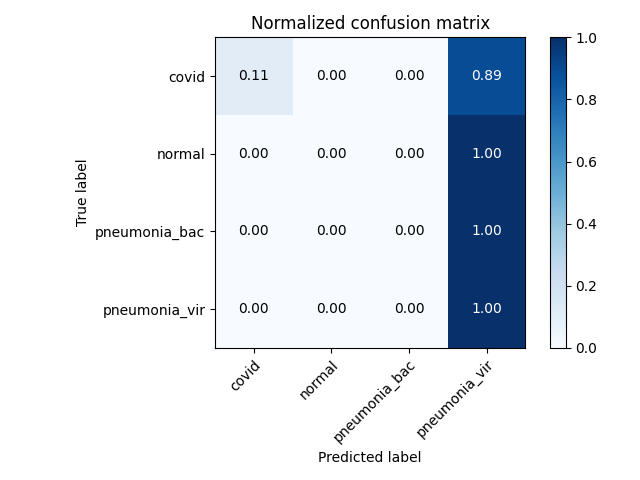 Normalized confusion matrix
covid 0.11 0.00 0.00 0.89
normal 0.00 0.00 0.00 1.00
pneumonia_bac 0.00 0.00 0.00 1.00
pneumonia_vir 0.00 0.00 0.00 1.00
True label
covid normal pneumonia_bac pneumonia_vir
Predicted label
1.0
0.8
0.6
0.4
0.2
0.0